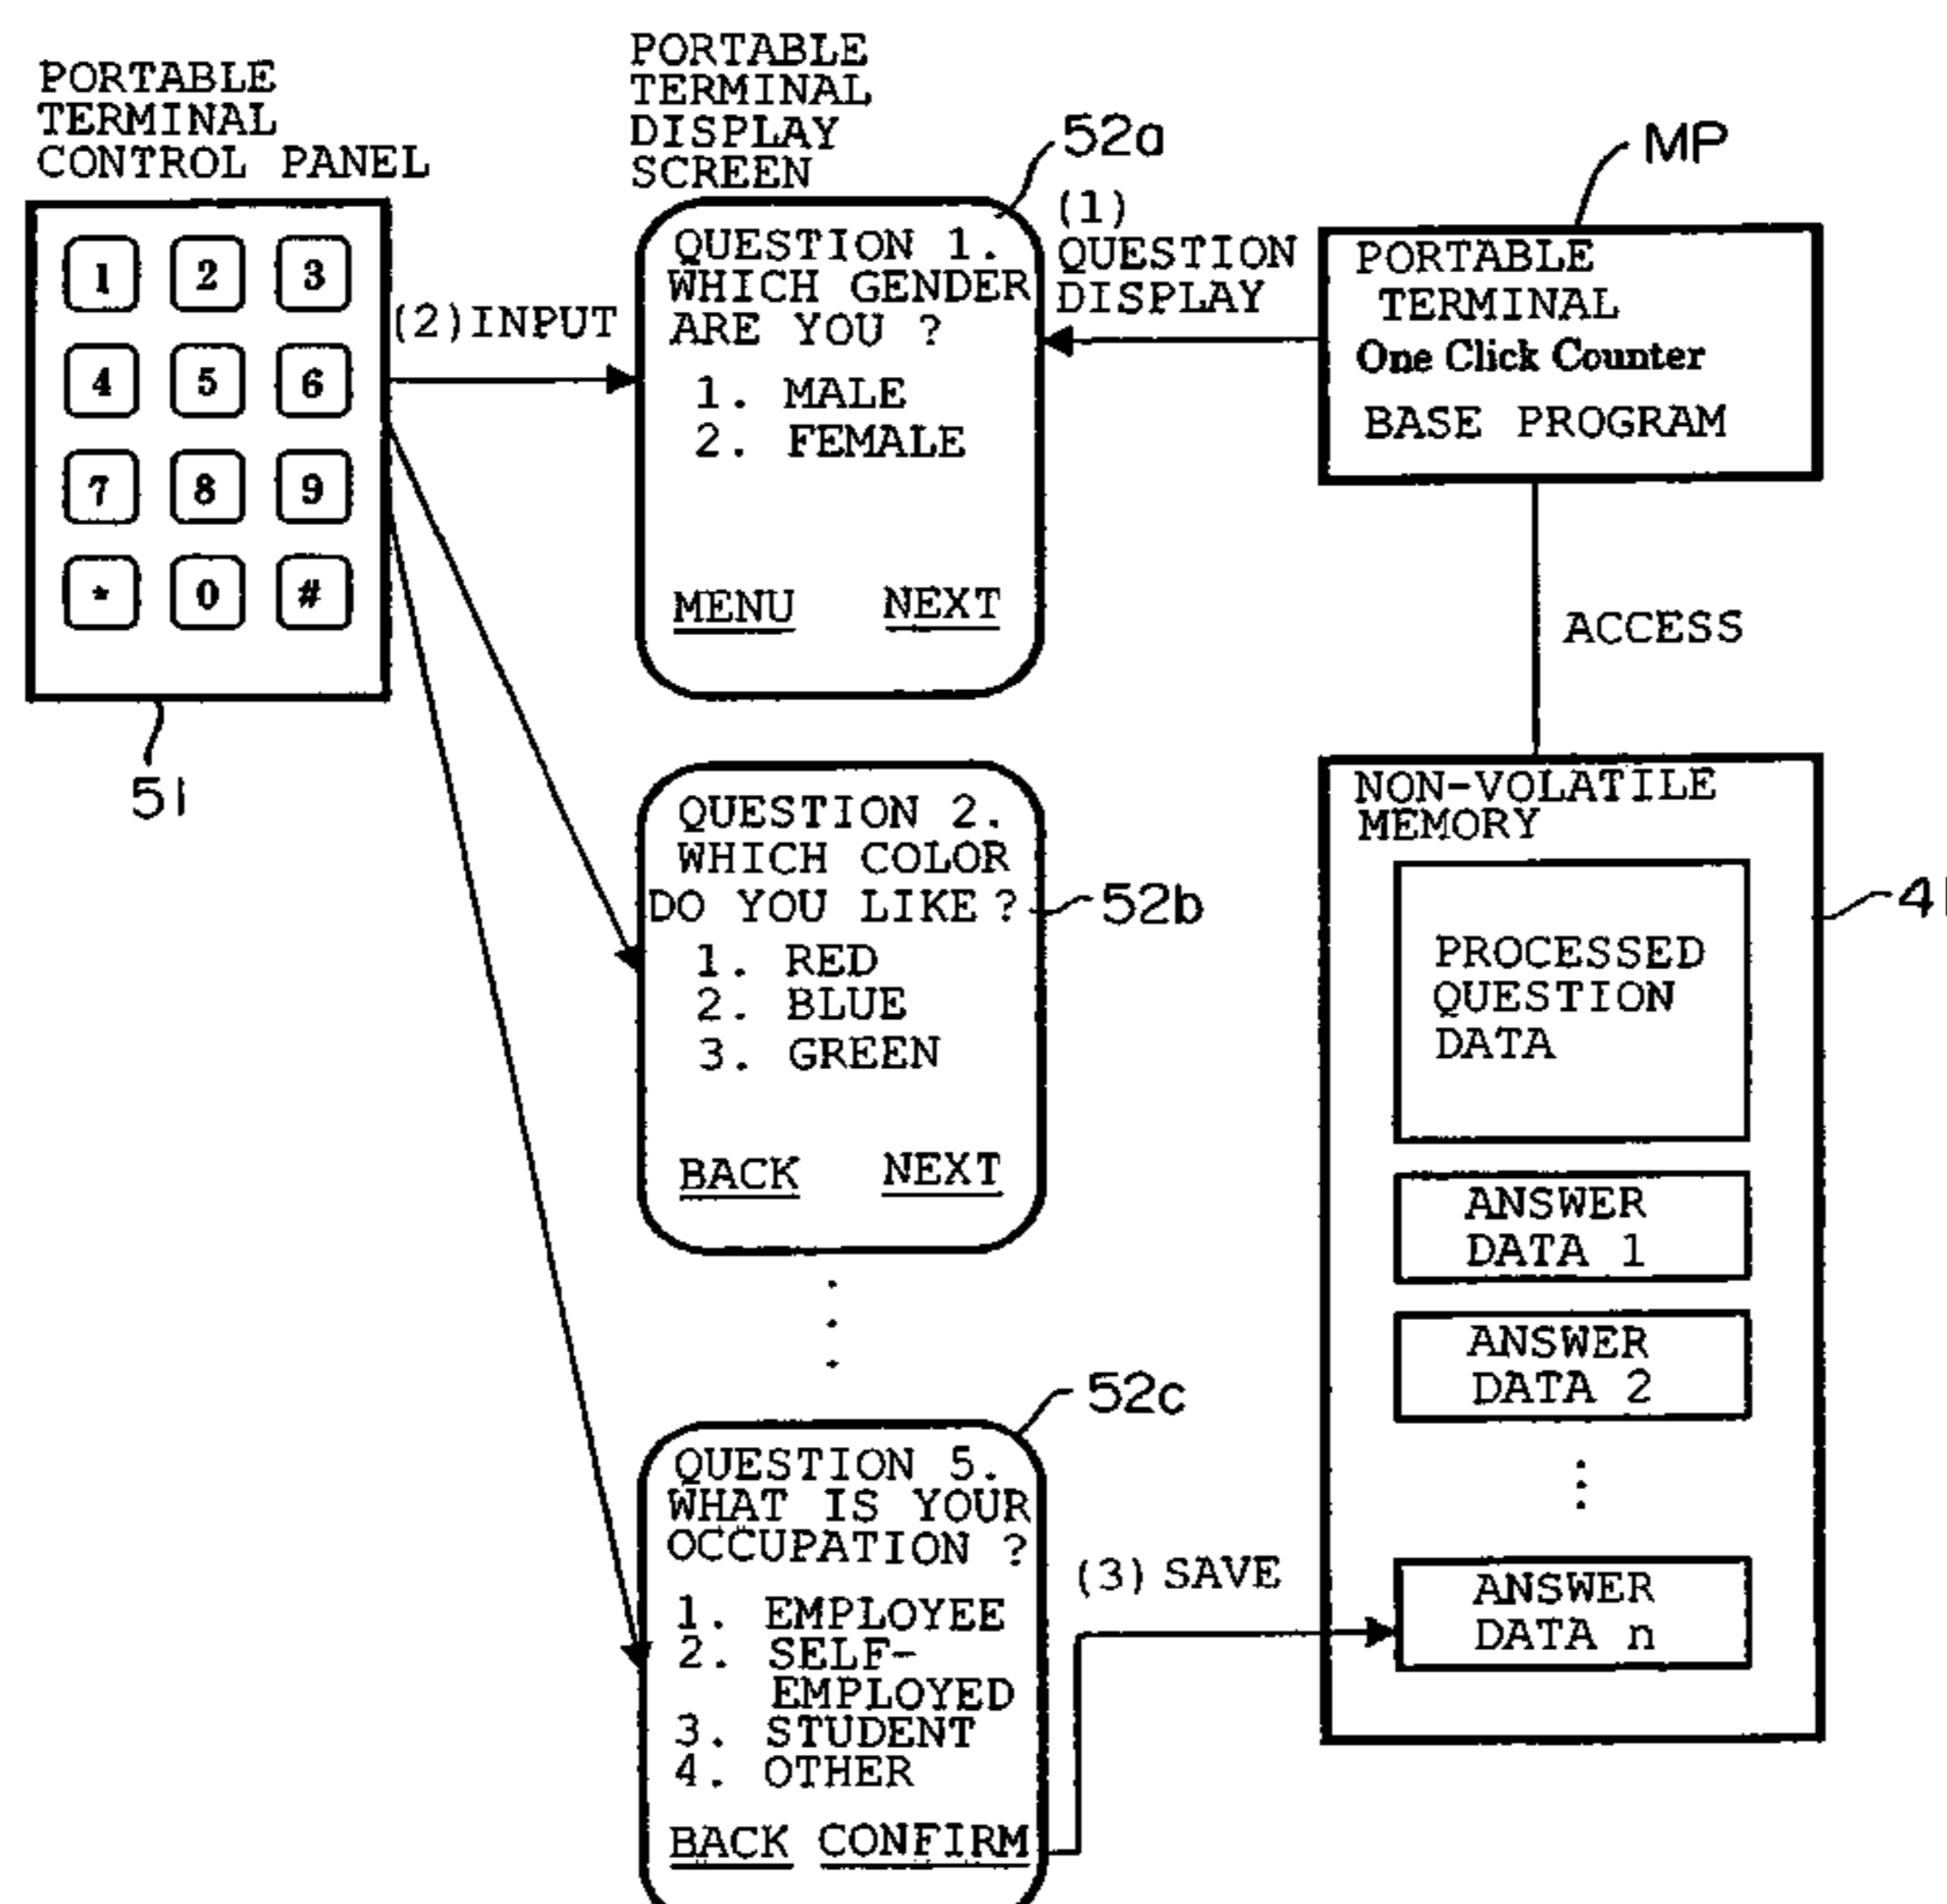 PORTABLE
TERMINAL
CONTROL PANEL
1 2 3
4 5 6
7 8 9
* 0 #
51
(2) INPUT
PORTABLE
TERMINAL
DISPLAY
SCREEN
52a
QUESTION 1.
WHICH GENDER
ARE YOU ?
1. MALE
2. FEMALE
MENU NEXT
(1)
QUESTION
DISPLAY
MP
PORTABLE
TERMINAL
One Click Counter
BASE PROGRAM
ACCESS
52b
QUESTION 2.
WHICH COLOR
DO YOU LIKE ?
1. RED
2. BLUE
3. GREEN
BACK NEXT
52c
QUESTION 5.
WHAT IS YOUR
OCCUPATION ?
1. EMPLOYEE
2. SELF-
EMPLOYED
3. STUDENT
4. OTHER
BACK CONFIRM
(3) SAVE
NON-VOLATILE
MEMORY
PROCESSED
QUESTION
DATA
ANSWER
DATA 1
ANSWER
DATA 2
ANSWER
DATA n